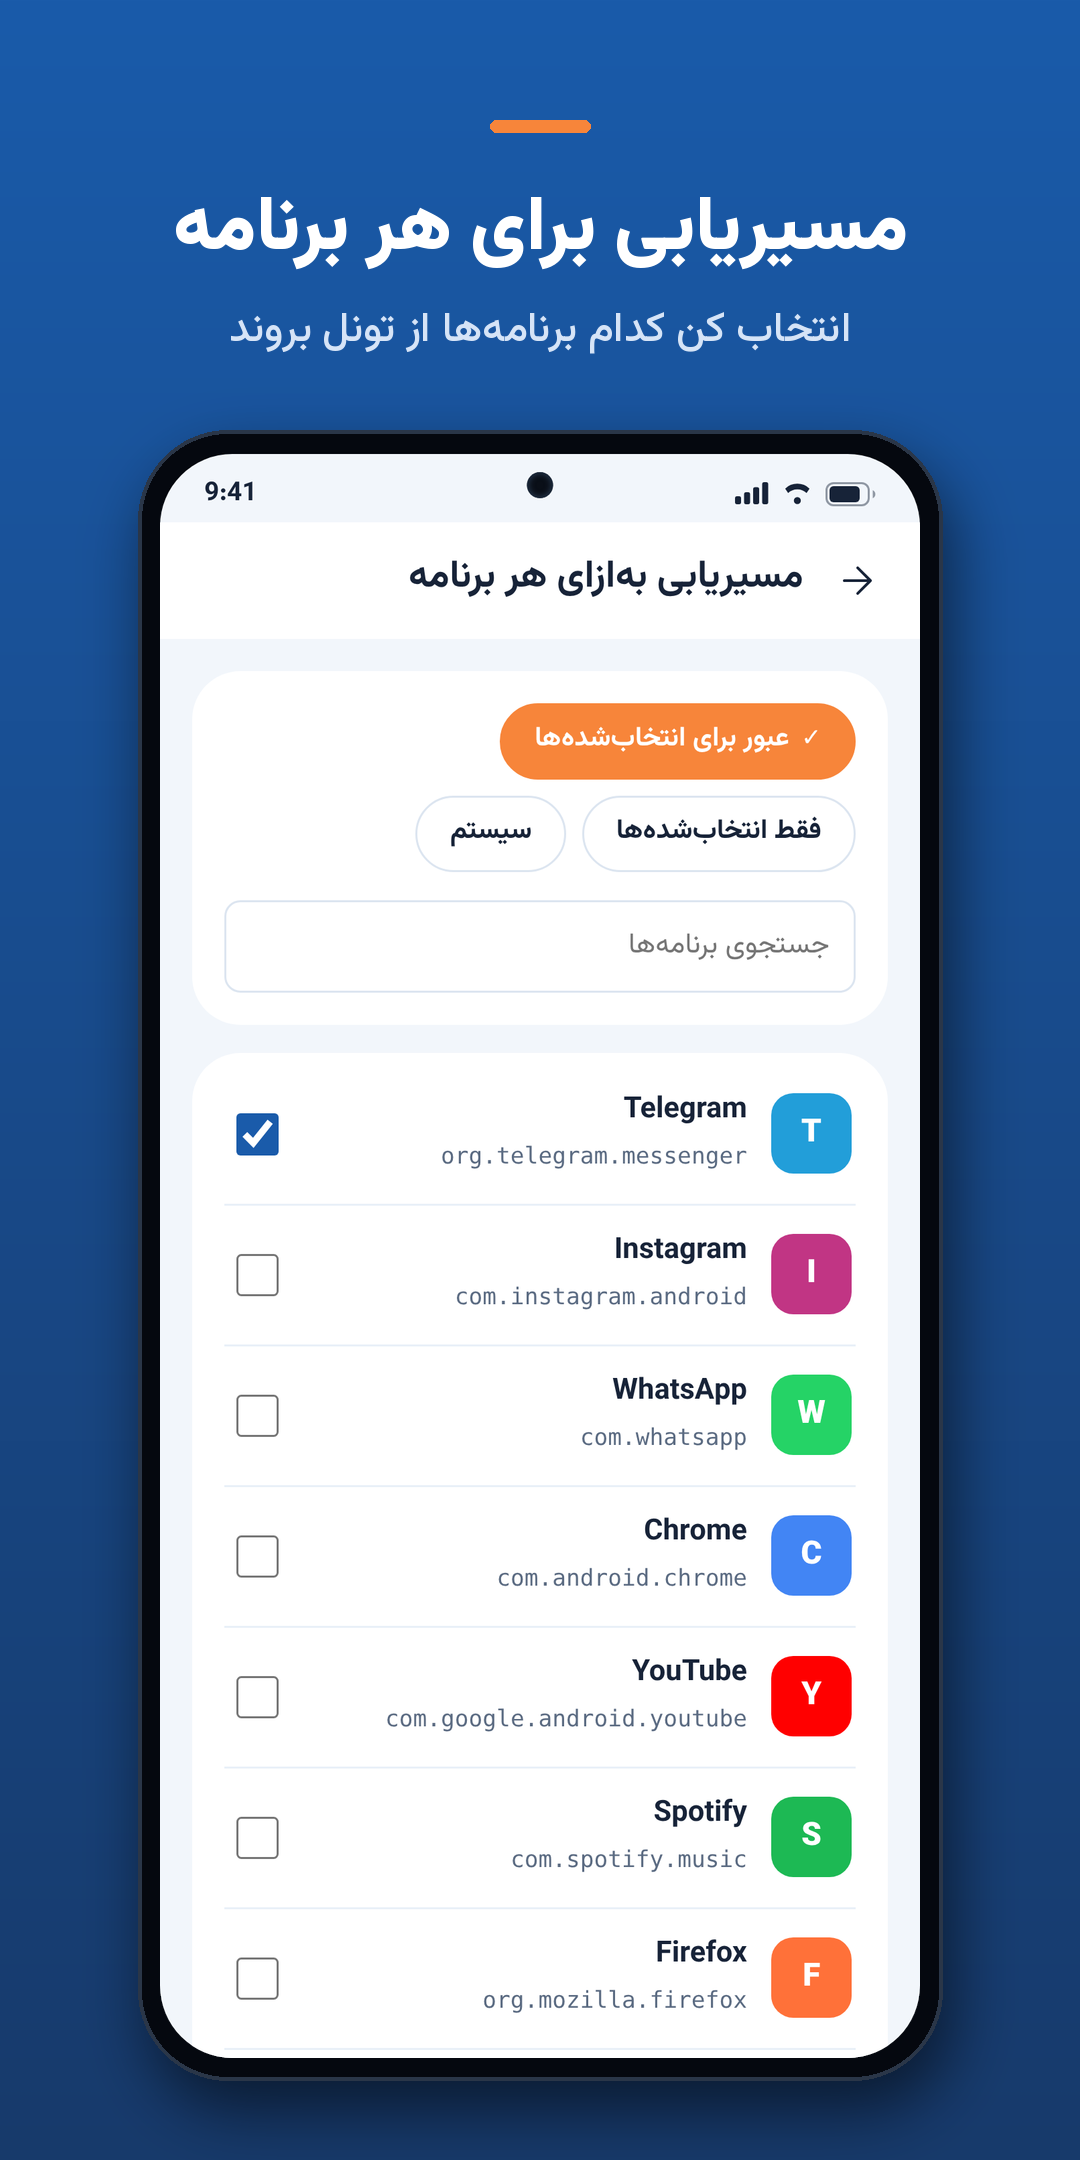 مسیریابی برای هر برنامه
انتخاب کن کدام برنامه‌ها از تونل بروند
9:41
مسیریابی به‌ازای هر برنامه
✓ عبور برای انتخاب‌شده‌ها
فقط انتخاب‌شده‌ها
سیستم
جستجوی برنامه‌ها
T
Telegram
org.telegram.messenger
I
Instagram
com.instagram.android
W
WhatsApp
com.whatsapp
C
Chrome
com.android.chrome
Y
YouTube
com.google.android.youtube
S
Spotify
com.spotify.music
F
Firefox
org.mozilla.firefox